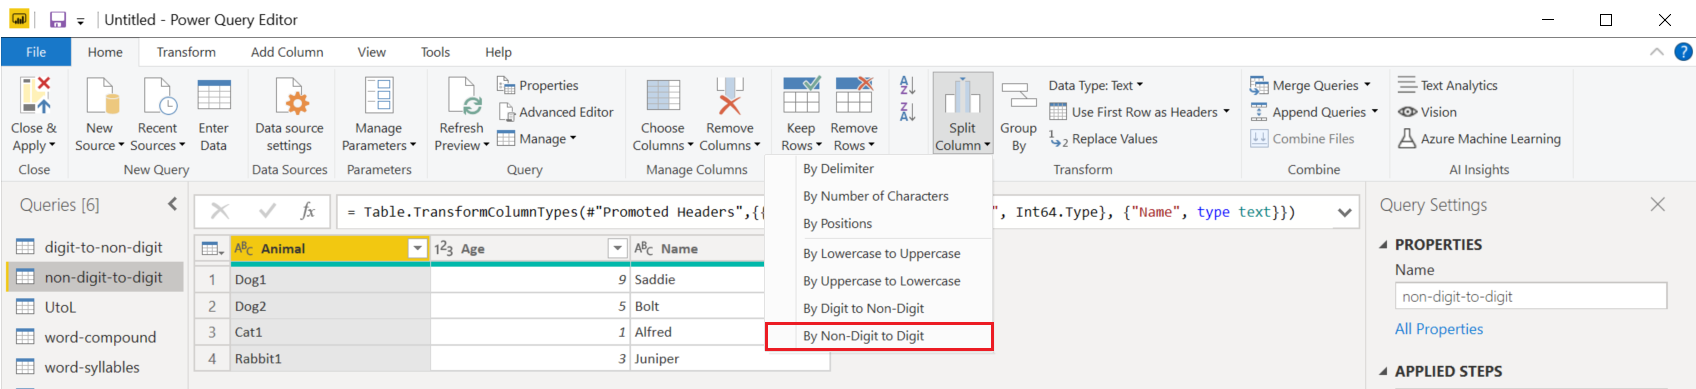 Untitled - Power Query Editor
File Home Transform Add Column View Tools Help
Close & Apply
New Source
Recent Sources
Enter Data
Data source settings
Manage Parameters
Refresh Preview
Properties
Advanced Editor
Manage
Choose Columns
Remove Columns
Keep Rows
Remove Rows
Split Column
Group By
Data Type: Text
Use First Row as Headers
Replace Values
Merge Queries
Append Queries
Combine Files
Text Analytics
Vision
Azure Machine Learning
Close New Query Data Sources Parameters Query Manage Columns Transform Combine AI Insights
By Delimiter
By Number of Characters
By Positions
By Lowercase to Uppercase
By Uppercase to Lowercase
By Digit to Non-Digit
By Non-Digit to Digit
Queries [6]
digit-to-non-digit
non-digit-to-digit
UtoL
word-compound
word-syllables
fx = Table.TransformColumnTypes(#"Promoted Headers",{{ ", Int64.Type}, {"Name", type text}})
ABC Animal 123 Age ABC Name
1 Dog1 9 Saddie
2 Dog2 5 Bolt
3 Cat1 1 Alfred
4 Rabbit1 3 Juniper
Query Settings
PROPERTIES
Name
non-digit-to-digit
All Properties
APPLIED STEPS